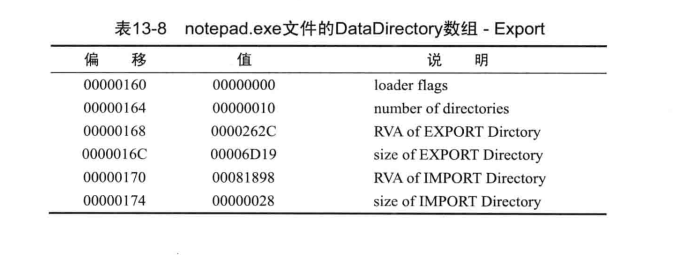 表13-8 notepad.exe文件的DataDirectory数组 - Export
偏 移 值 说 明
00000160 00000000 loader flags
00000164 00000010 number of directories
00000168 0000262C RVA of EXPORT Dirctory
0000016C 00006D19 size of EXPORT Directory
00000170 00081898 RVA of IMPORT Directory
00000174 00000028 size of IMPORT Directory